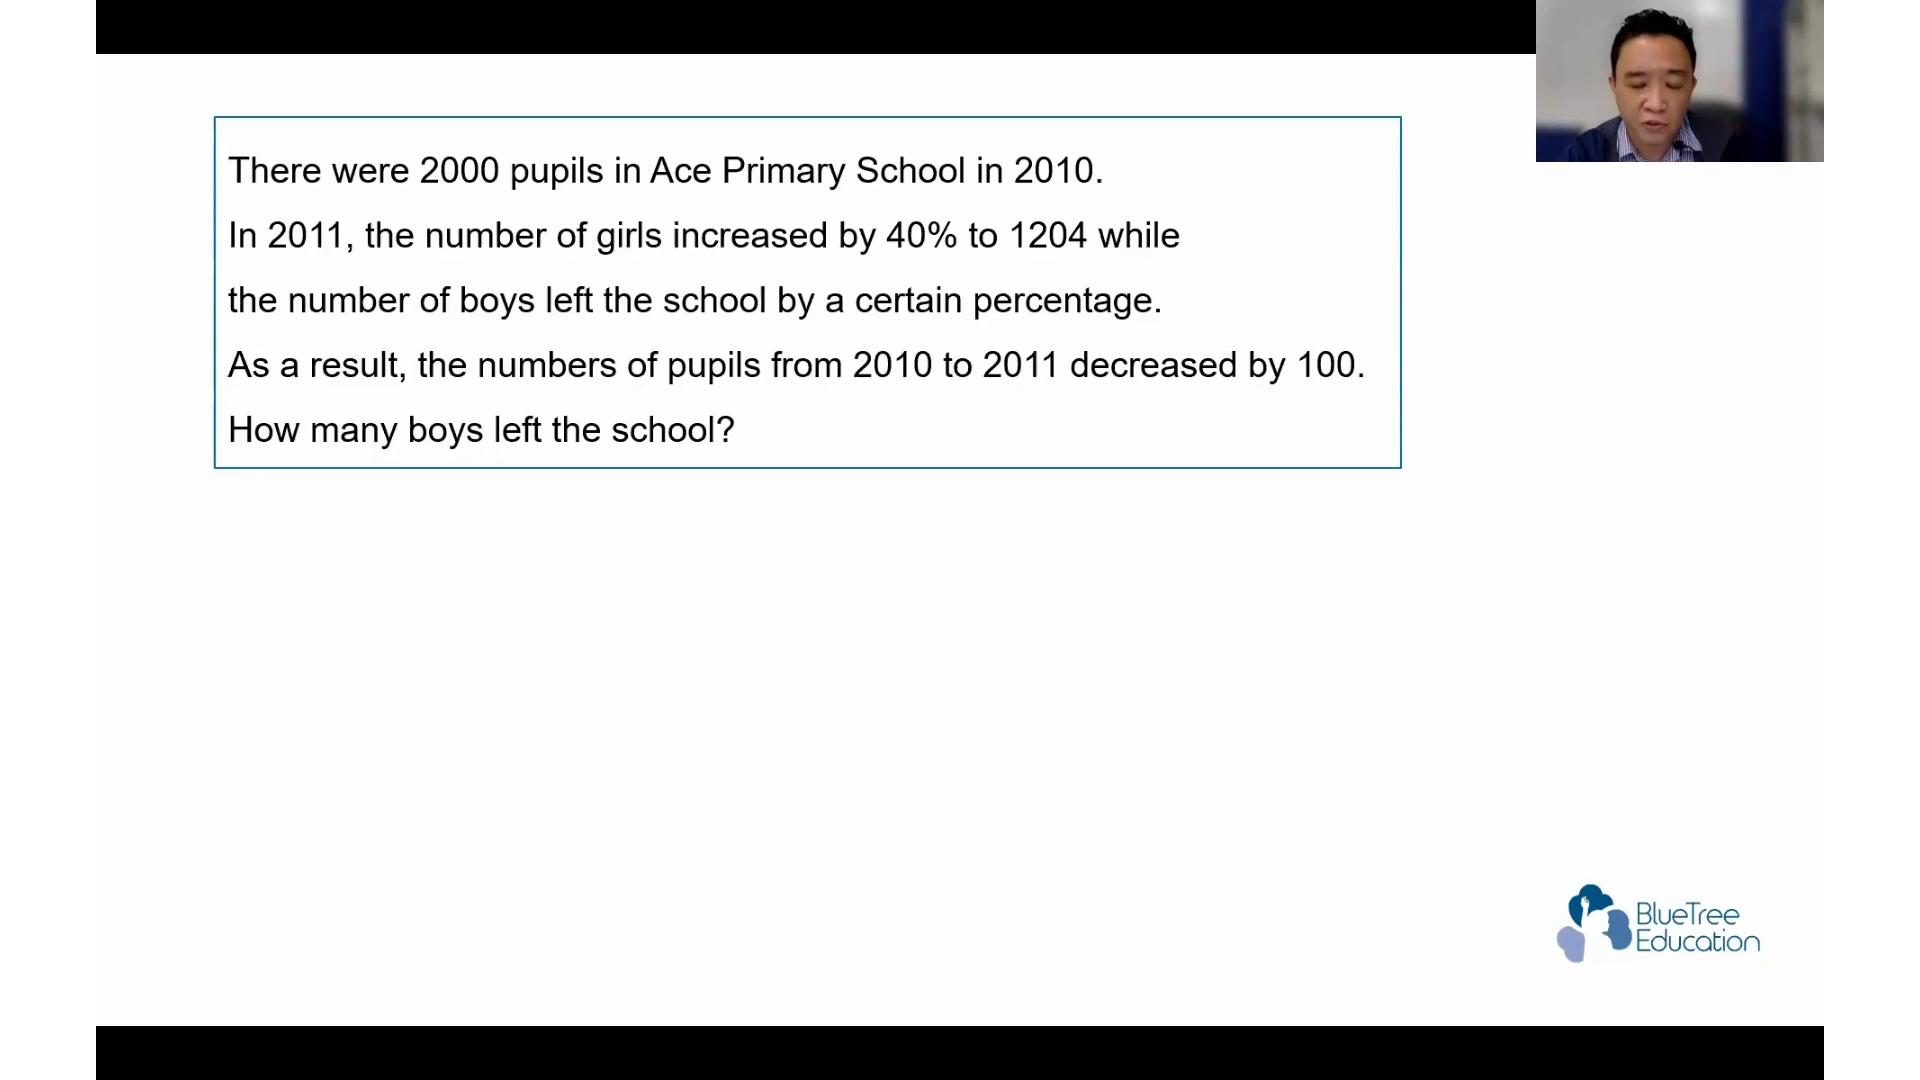 There were 2000 pupils in Ace Primary School in 2010.
In 2011, the number of girls increased by 40% to 1204 while
the number of boys left the school by a certain percentage.
As a result, the numbers of pupils from 2010 to 2011 decreased by 100.
How many boys left the school?
BlueTree
Education